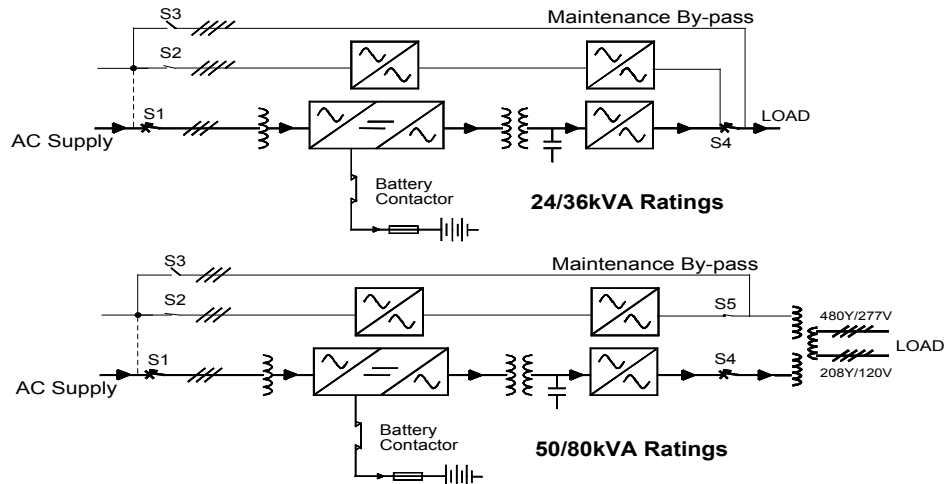 S3
Maintenance By-pass
S2
S1
LOAD
AC Supply
S4
Battery
Contactor
24/36kVA Ratings
S3
Maintenance By-pass
S2
S5
480Y/277V
S1
S4
LOAD
AC Supply
208Y/120V
Battery
Contactor
50/80kVA Ratings